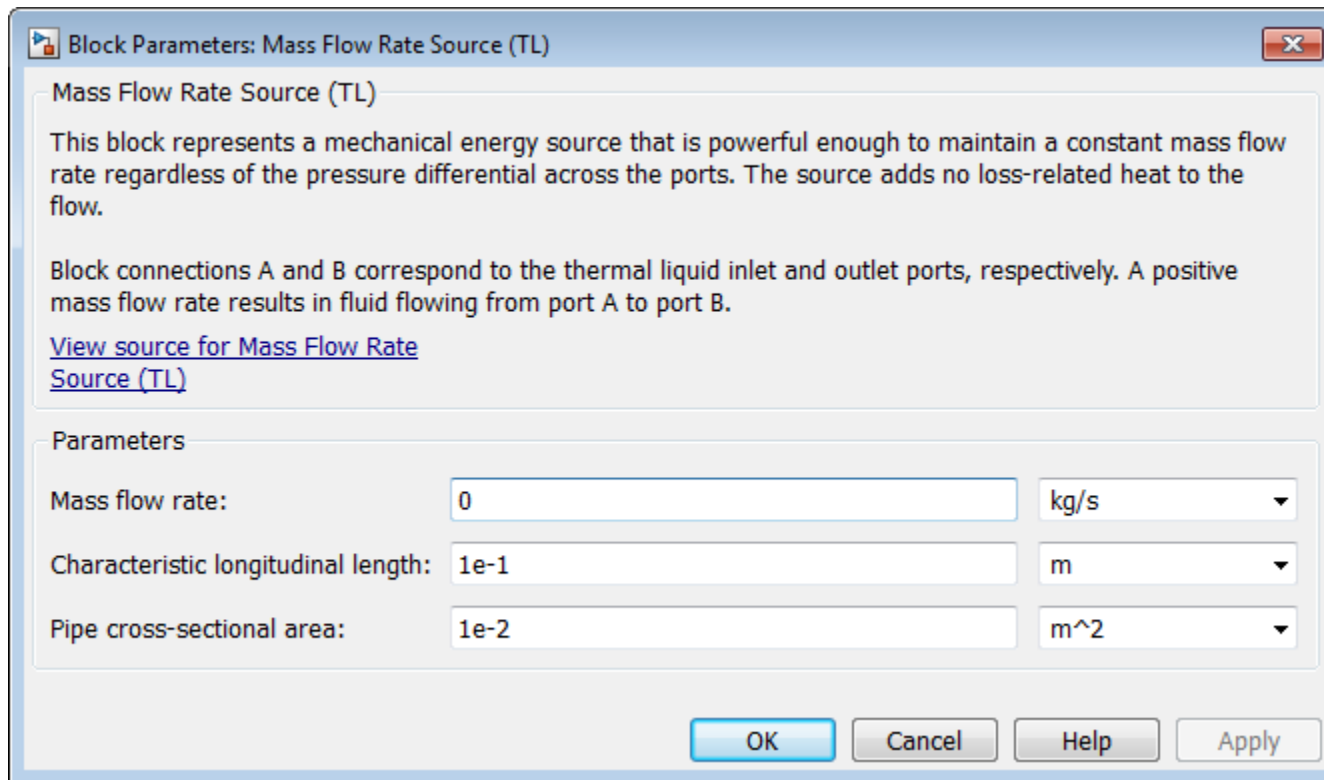 Block Parameters: Mass Flow Rate Source (TL)
Mass Flow Rate Source (TL)
This block represents a mechanical energy source that is powerful enough to maintain a constant mass flow
rate regardless of the pressure differential across the ports. The source adds no loss-related heat to the
flow.
Block connections A and B correspond to the thermal liquid inlet and outlet ports, respectively. A positive
mass flow rate results in fluid flowing from port A to port B.
View source for Mass Flow Rate
Source (TL)
Parameters
Mass flow rate: 0 kg/s
Characteristic longitudinal length: 1e-1 m
Pipe cross-sectional area: 1e-2 m^2
OK Cancel Help Apply